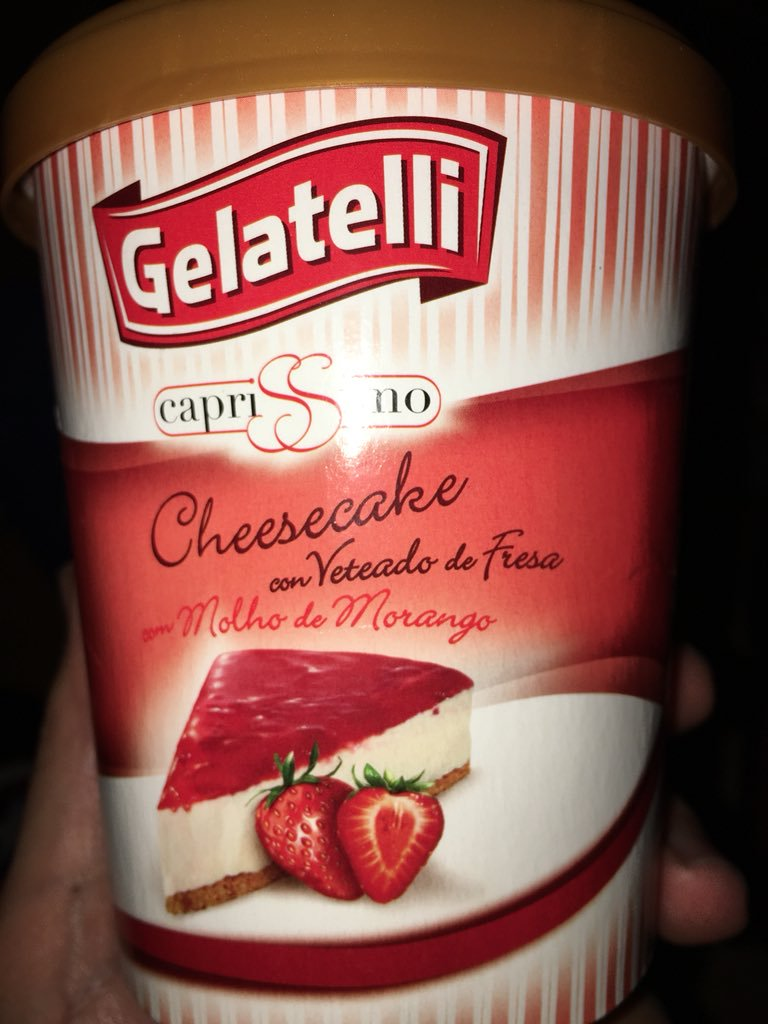 Gelatelli
caprissimo
Cheesecake
con Veteado de Fresa
com Molho de Morango